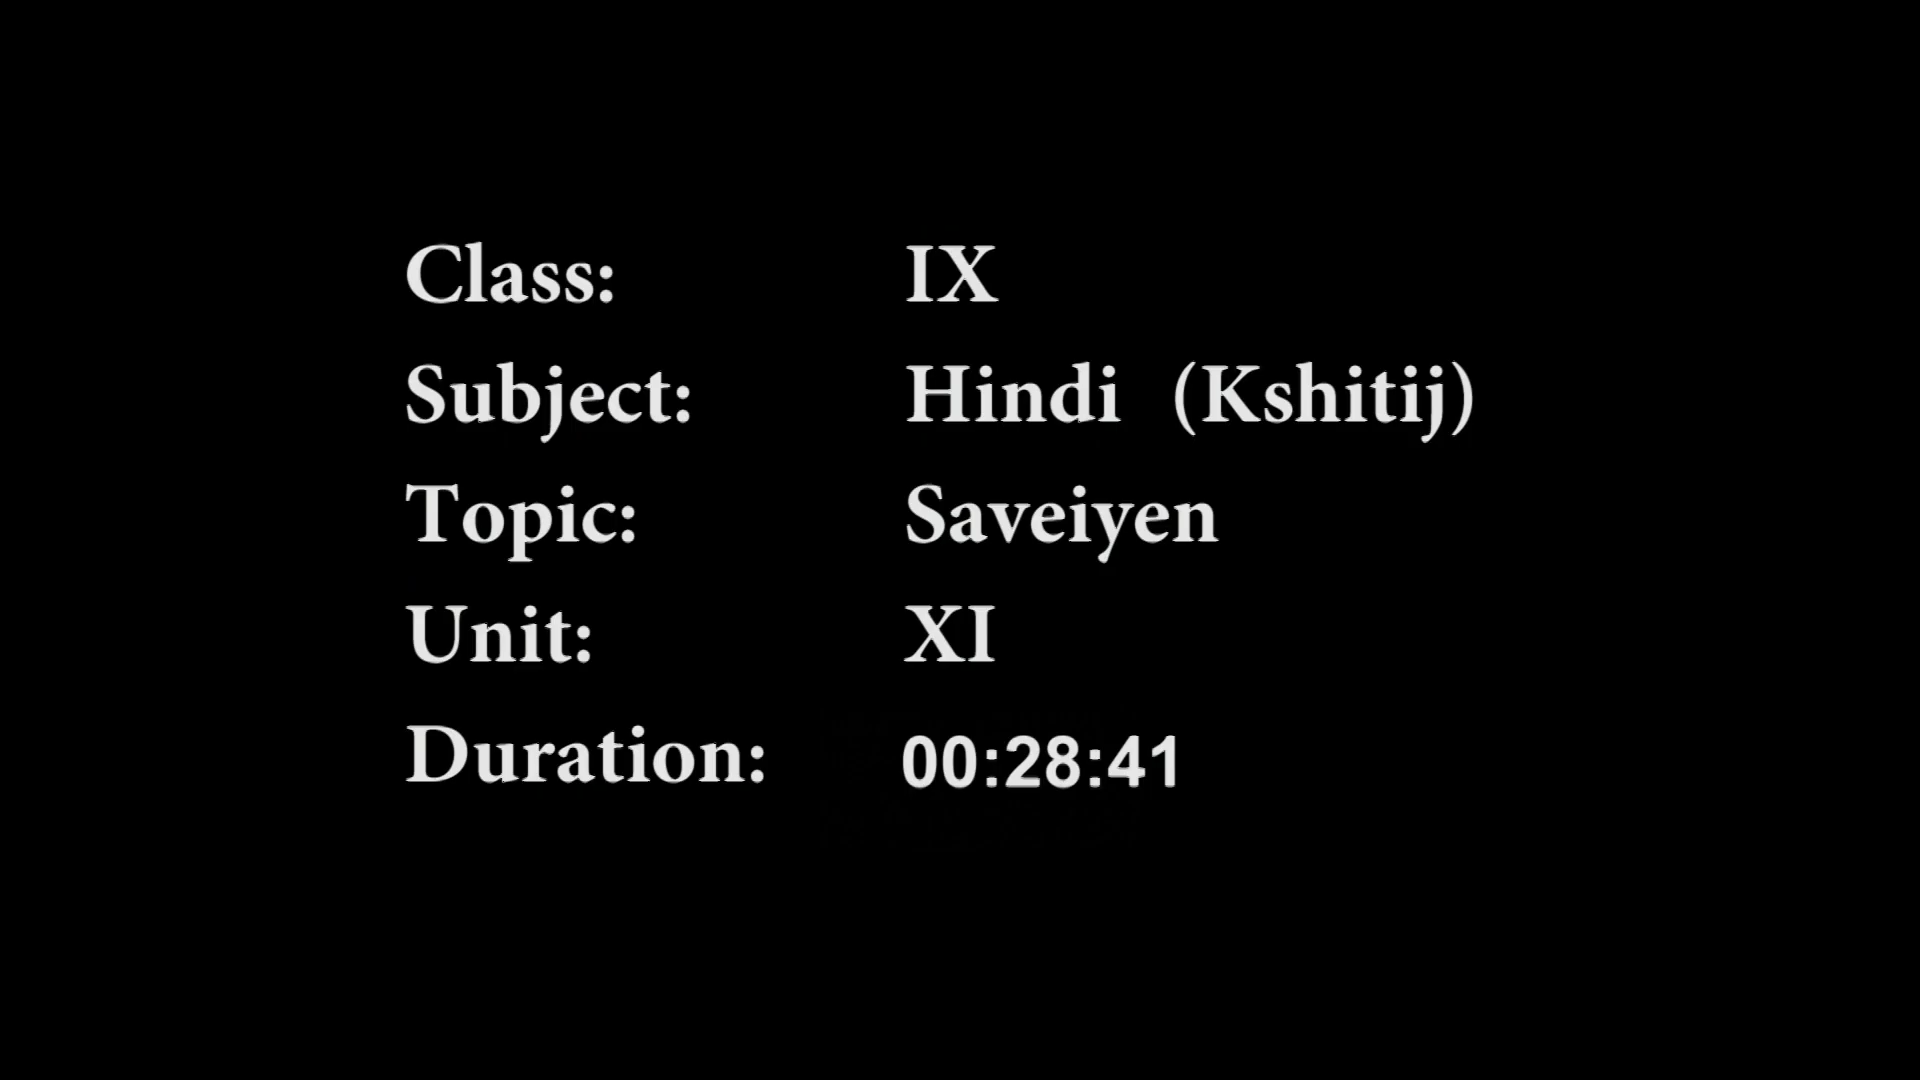 Class: IX
Subject: Hindi (Kshitij)
Topic: Saveiyen
Unit: XI
Duration: 00:28:41